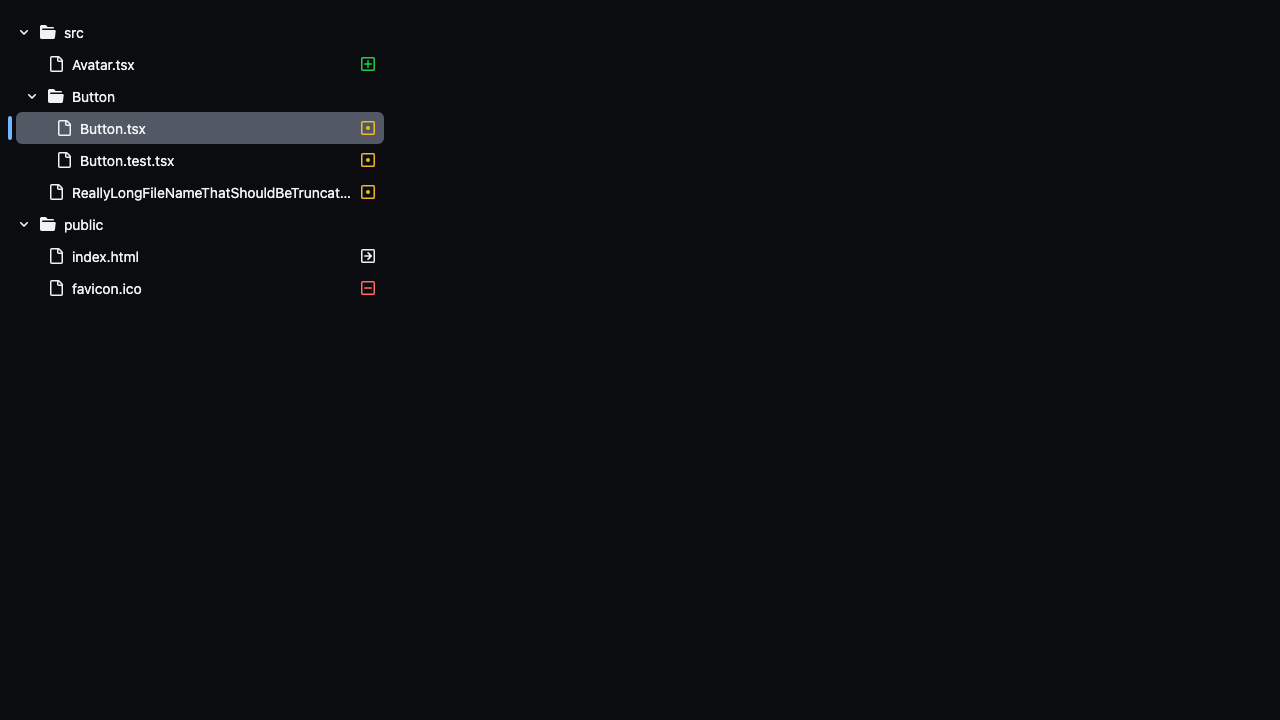 src
Avatar.tsx
Button
Button.tsx
Button.test.tsx
ReallyLongFileNameThatShouldBeTruncat...
public
index.html
favicon.ico